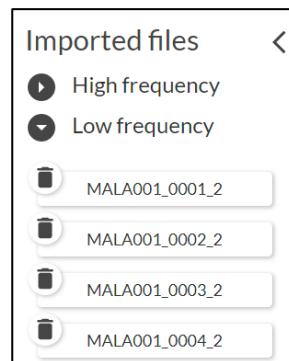 Imported files
High frequency
Low frequency
MALA001_0001_2
MALA001_0002_2
MALA001_0003_2
MALA001_0004_2